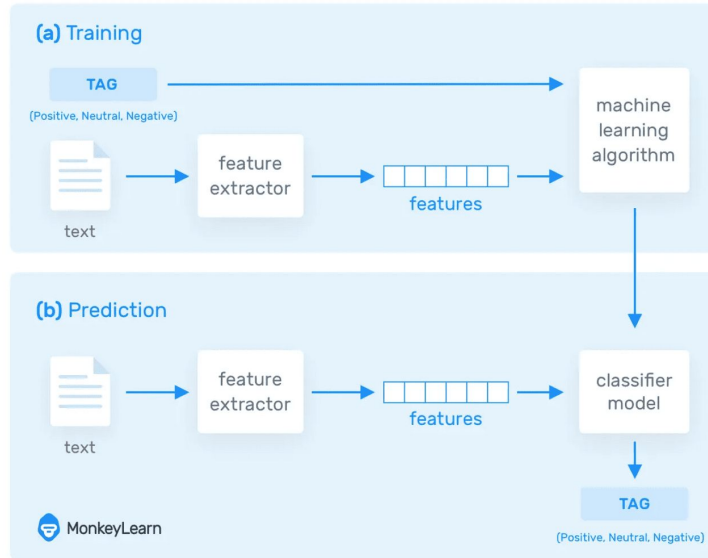 (a) Training
TAG
(Positive, Neutral, Negative)
machine
learning
algorithm
feature
extractor
features
text
(b) Prediction
feature
extractor
features
classifier
model
text
TAG
(Positive, Neutral, Negative)
MonkeyLearn